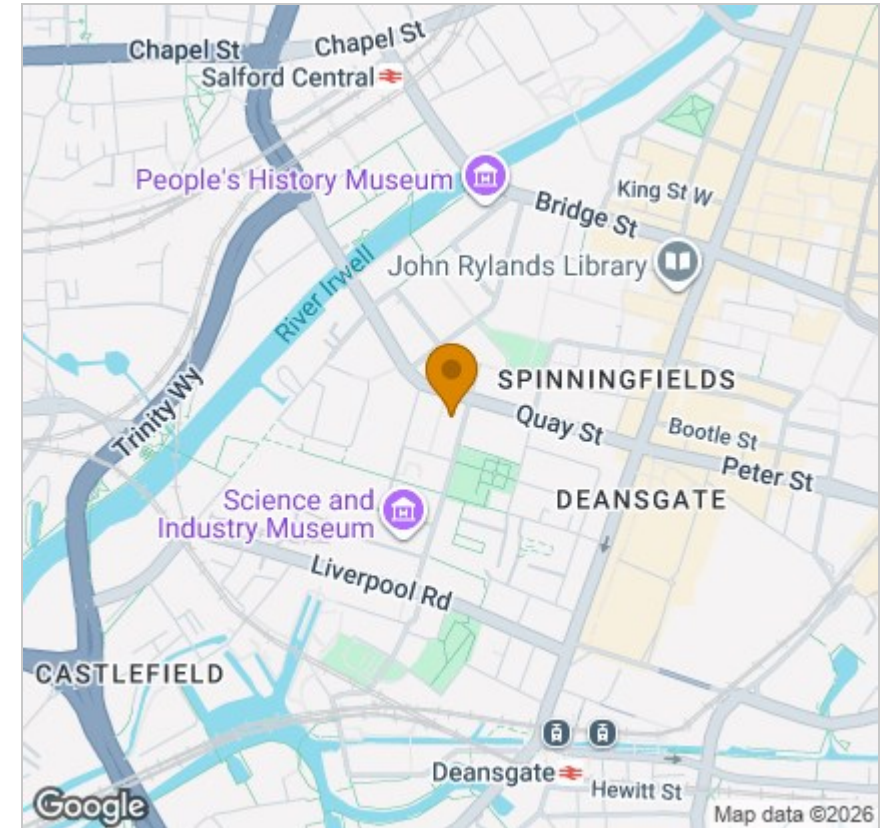 Chapel St
Chapel St
Salford Central
People's History Museum
King St W
Bridge St
John Rylands Library
River Irwell
SPINNINGFIELDS
Trinity Wy
Quay St
Bootle St
Peter St
Science and
Industry Museum
DEANSGATE
Liverpool Rd
CASTLEFIELD
Deansgate
Hewitt St
Google
Map data ©2026